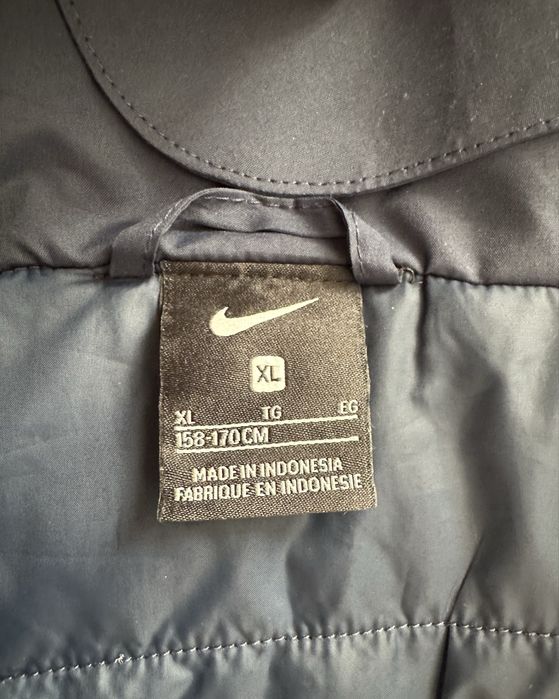 XL
XL TG EG
158-170CM
MADE IN INDONESIA
FABRIQUE EN INDONESIE